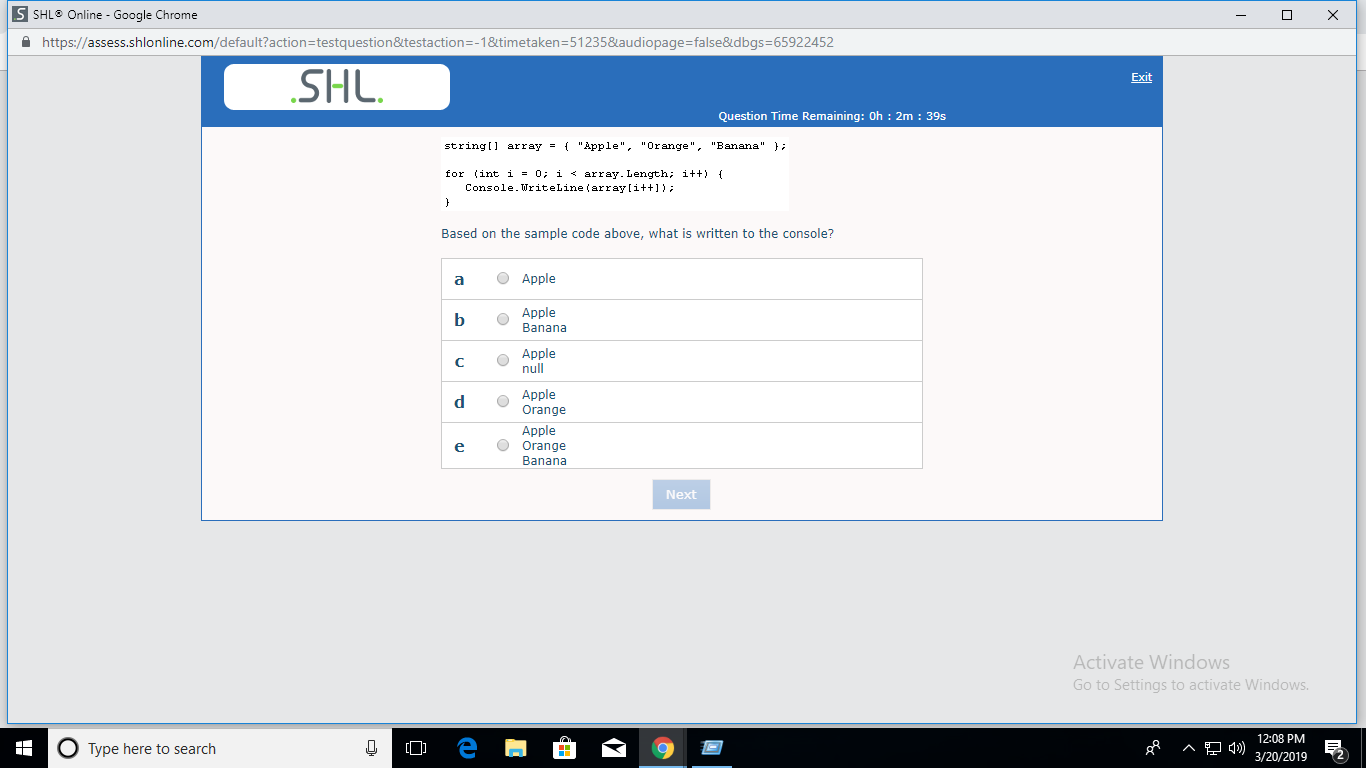 SHL® Online - Google Chrome
https://assess.shlonline.com/default?action=testquestion&testaction=-1&timetaken=51235&audiopage=false&dbgs=65922452
.SHL.
Exit
Question Time Remaining: 0h : 2m : 39s
string[] array = { "Apple", "Orange", "Banana" };
for (int i = 0; i < array.Length; i++) {
Console.WriteLine(array[i++]);
}
Based on the sample code above, what is written to the console?
a Apple
b Apple
Banana
c Apple
null
d Apple
Orange
e Apple
Orange
Banana
Next
Activate Windows
Go to Settings to activate Windows.
Type here to search
12:08 PM
3/20/2019
2